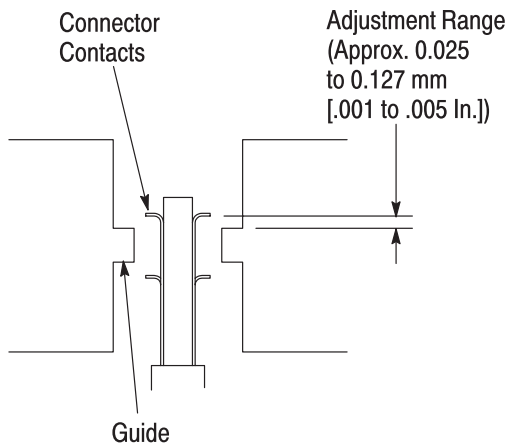 Connector
Contacts
Adjustment Range
(Approx. 0.025
to 0.127 mm
[.001 to .005 In.])
Guide